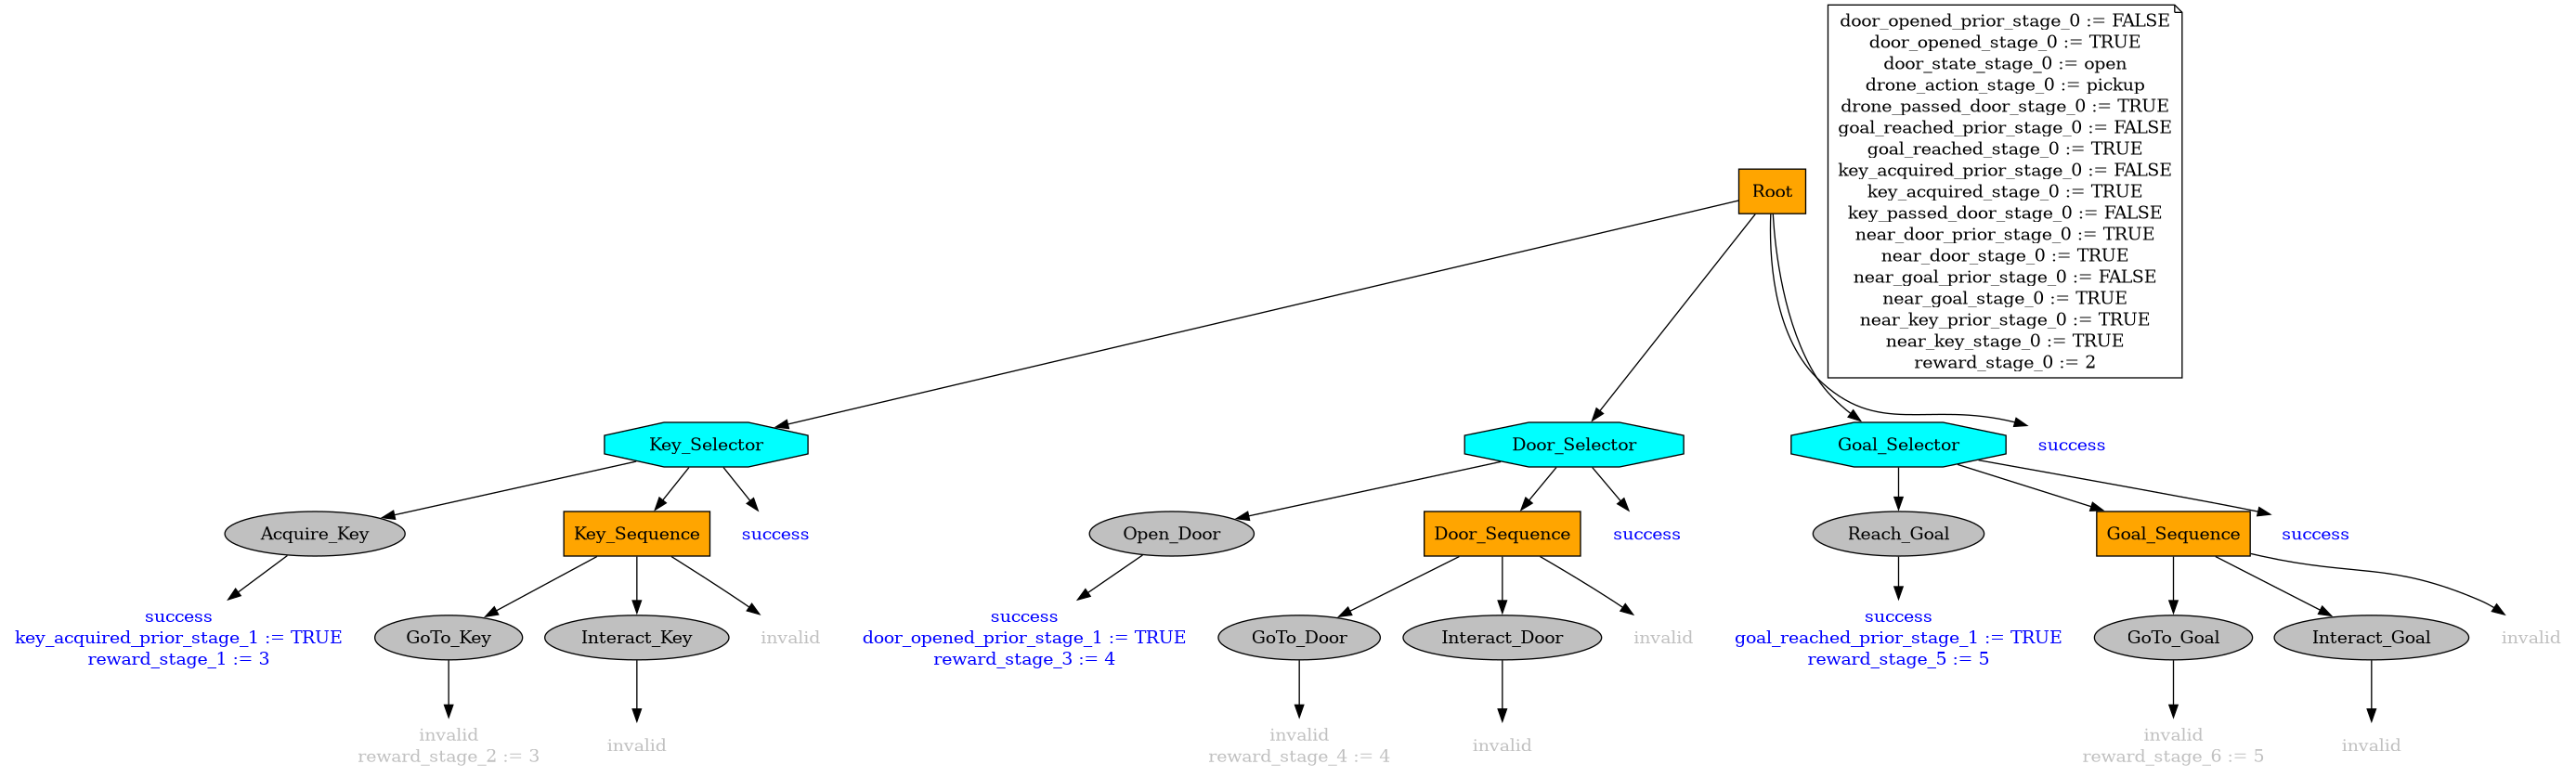 door_opened_prior_stage_0 := FALSE
door_opened_stage_0 := TRUE
door_state_stage_0 := open
drone_action_stage_0 := pickup
drone_passed_door_stage_0 := TRUE
goal_reached_prior_stage_0 := FALSE
goal_reached_stage_0 := TRUE
key_acquired_prior_stage_0 := FALSE
key_acquired_stage_0 := TRUE
key_passed_door_stage_0 := FALSE
near_door_prior_stage_0 := TRUE
near_door_stage_0 := TRUE
near_goal_prior_stage_0 := FALSE
near_goal_stage_0 := TRUE
near_key_prior_stage_0 := TRUE
near_key_stage_0 := TRUE
reward_stage_0 := 2
Root
Key_Selector
Door_Selector
Goal_Selector
success
Acquire_Key
Key_Sequence
success
Open_Door
Door_Sequence
success
Reach_Goal
Goal_Sequence
success
success
key_acquired_prior_stage_1 := TRUE
reward_stage_1 := 3
GoTo_Key
Interact_Key
invalid
success
door_opened_prior_stage_1 := TRUE
reward_stage_3 := 4
GoTo_Door
Interact_Door
invalid
success
goal_reached_prior_stage_1 := TRUE
reward_stage_5 := 5
GoTo_Goal
Interact_Goal
invalid
invalid
reward_stage_2 := 3
invalid
invalid
reward_stage_4 := 4
invalid
invalid
reward_stage_6 := 5
invalid